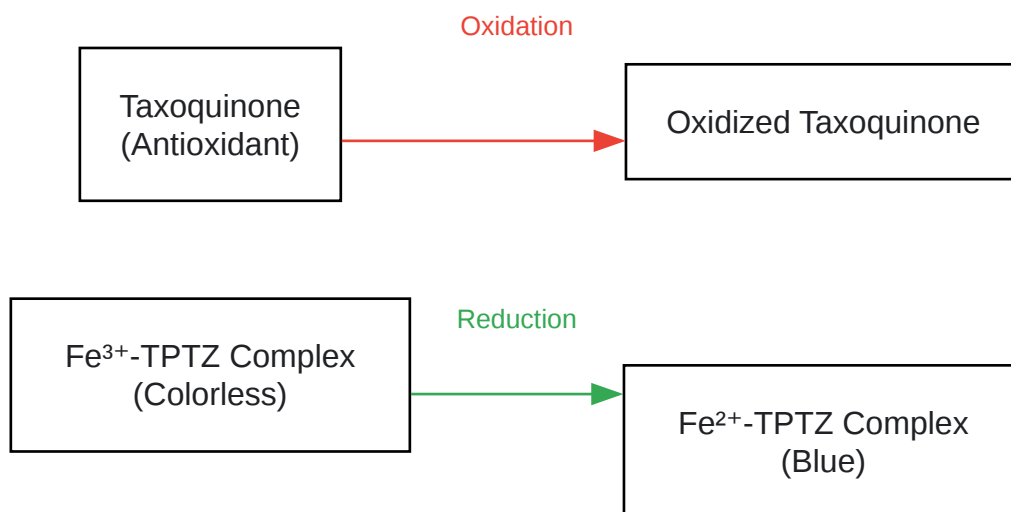 Oxidation
Taxoquinone
(Antioxidant)
Oxidized Taxoquinone
Reduction
Fe³⁺-TPTZ Complex
(Colorless)
Fe²⁺-TPTZ Complex
(Blue)